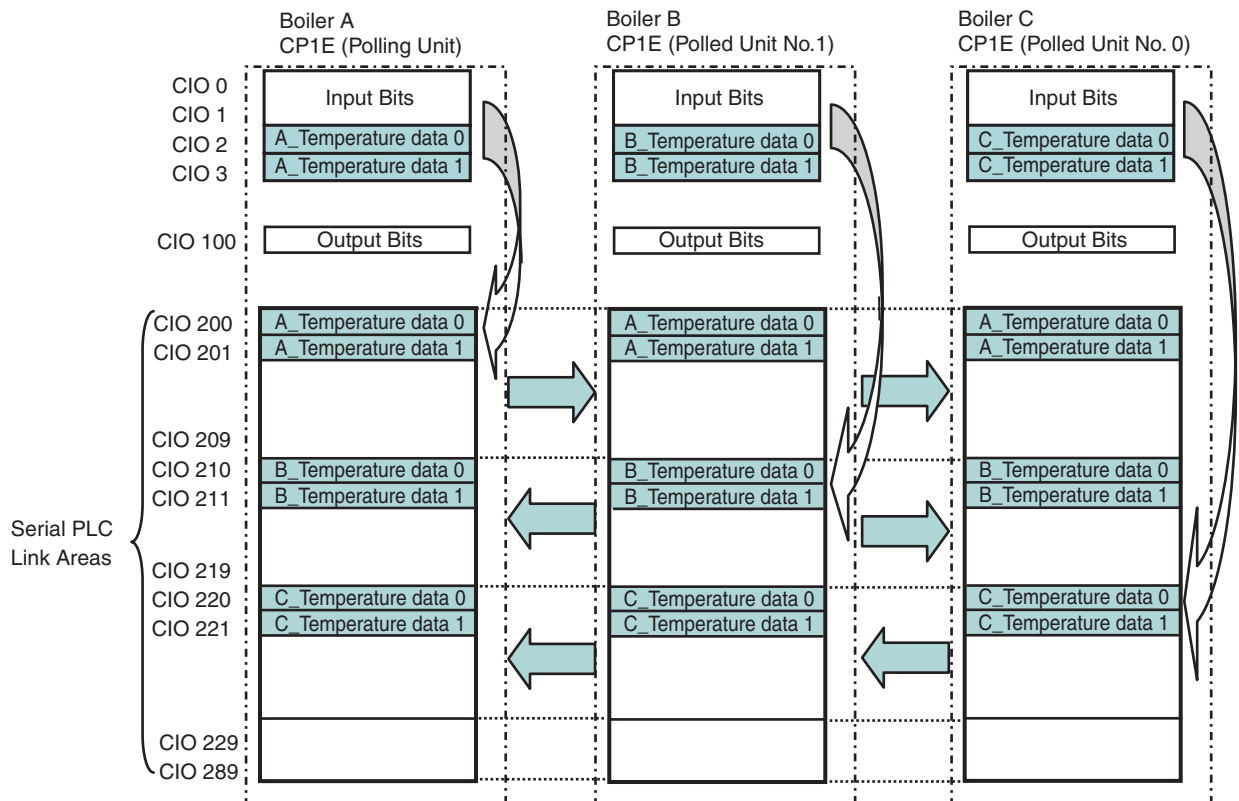 Boiler A
CP1E (Polling Unit)
Boiler B
CP1E (Polled Unit No.1)
Boiler C
CP1E (Polled Unit No. 0)
CIO 0
CIO 1
CIO 2
CIO 3
Input Bits
A_Temperature data 0
A_Temperature data 1
Input Bits
B_Temperature data 0
B_Temperature data 1
Input Bits
C_Temperature data 0
C_Temperature data 1
CIO 100
Output Bits
Output Bits
Output Bits
Serial PLC
Link Areas
CIO 200
CIO 201
CIO 209
CIO 210
CIO 211
CIO 219
CIO 220
CIO 221
CIO 229
CIO 289
A_Temperature data 0
A_Temperature data 1
B_Temperature data 0
B_Temperature data 1
C_Temperature data 0
C_Temperature data 1
A_Temperature data 0
A_Temperature data 1
B_Temperature data 0
B_Temperature data 1
C_Temperature data 0
C_Temperature data 1
A_Temperature data 0
A_Temperature data 1
B_Temperature data 0
B_Temperature data 1
C_Temperature data 0
C_Temperature data 1